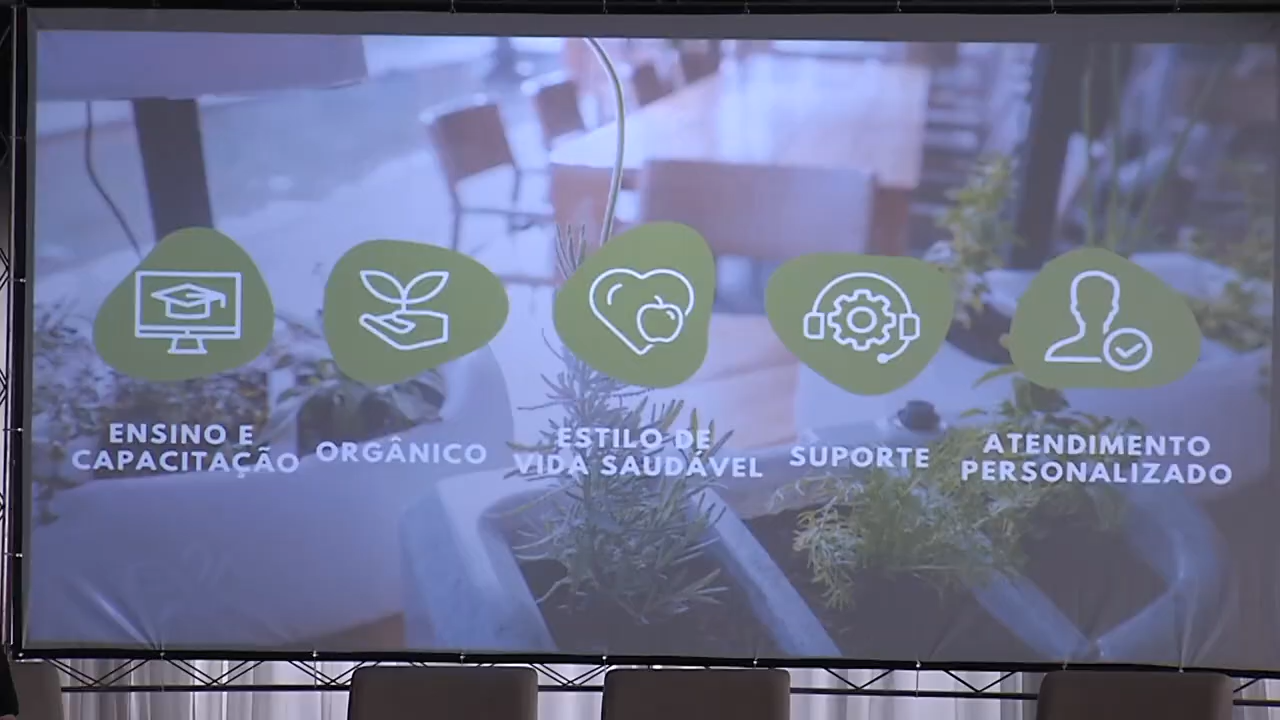 ENSINO E
CAPACITAÇÃO
ORGÂNICO
ESTILO DE
VIDA SAUDÁVEL
SUPORTE
ATENDIMENTO
PERSONALIZADO